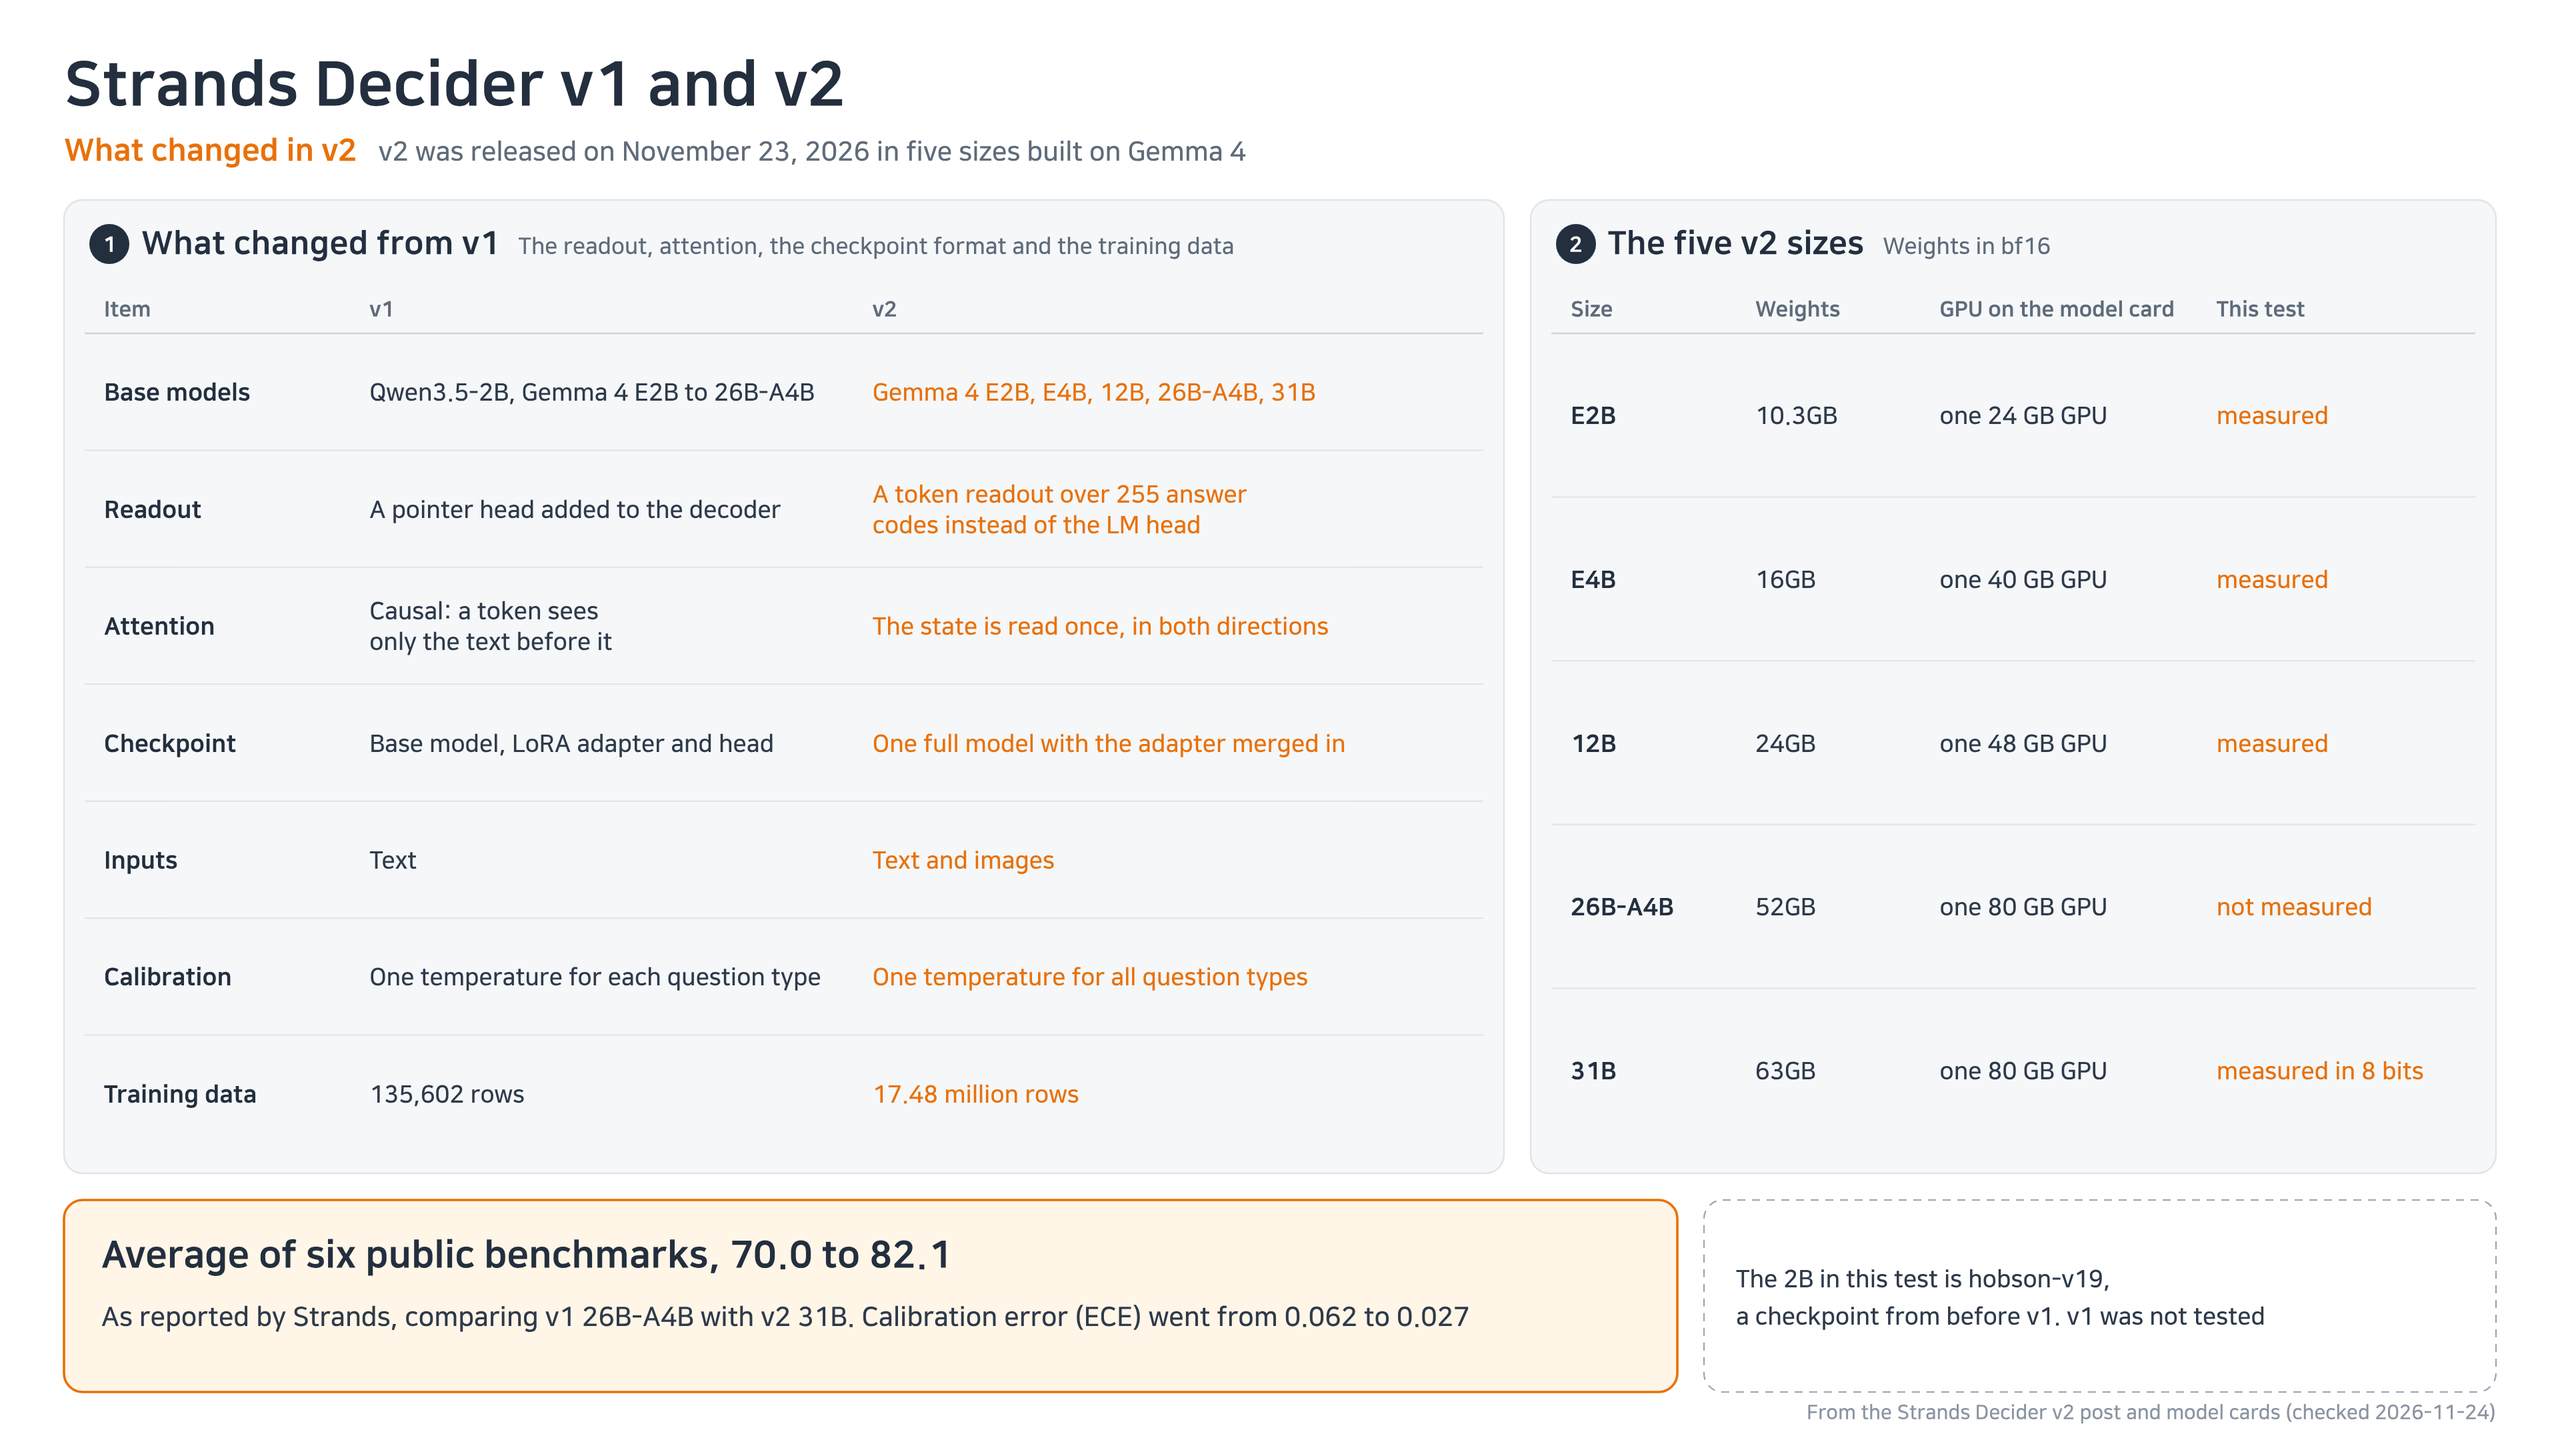 Strands Decider v1 and v2
What changed in v2 v2 was released on November 23, 2026 in five sizes built on Gemma 4
1 What changed from v1 The readout, attention, the checkpoint format and the training data
Item v1 v2
Base models Qwen3.5-2B, Gemma 4 E2B to 26B-A4B Gemma 4 E2B, E4B, 12B, 26B-A4B, 31B
Readout A pointer head added to the decoder A token readout over 255 answer
codes instead of the LM head
Attention Causal: a token sees
only the text before it The state is read once, in both directions
Checkpoint Base model, LoRA adapter and head One full model with the adapter merged in
Inputs Text Text and images
Calibration One temperature for each question type One temperature for all question types
Training data 135,602 rows 17.48 million rows
2 The five v2 sizes Weights in bf16
Size Weights GPU on the model card This test
E2B 10.3GB one 24 GB GPU measured
E4B 16GB one 40 GB GPU measured
12B 24GB one 48 GB GPU measured
26B-A4B 52GB one 80 GB GPU not measured
31B 63GB one 80 GB GPU measured in 8 bits
Average of six public benchmarks, 70.0 to 82.1
As reported by Strands, comparing v1 26B-A4B with v2 31B. Calibration error (ECE) went from 0.062 to 0.027
The 2B in this test is hobson-v19,
a checkpoint from before v1. v1 was not tested
From the Strands Decider v2 post and model cards (checked 2026-11-24)